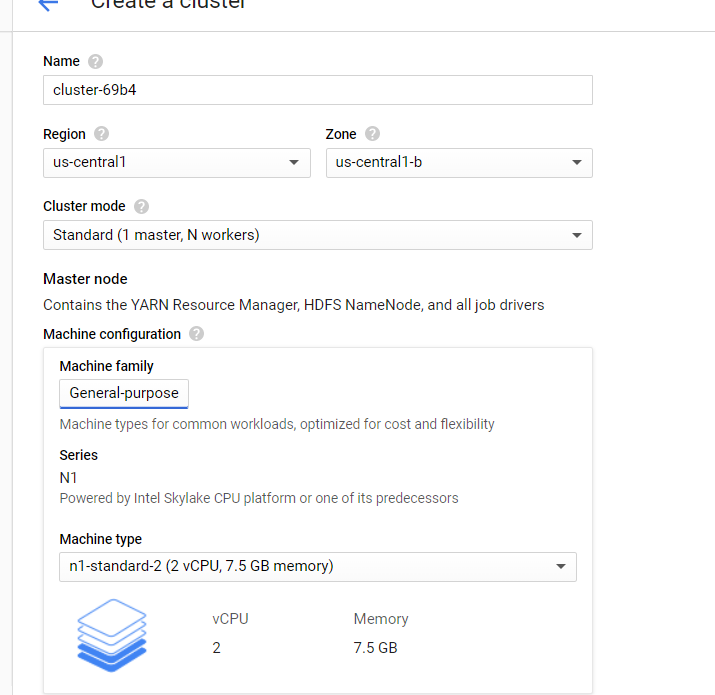 Create a cluster
Name
cluster-69b4
Region
Zone
us-central1
us-central1-b
Cluster mode
Standard (1 master, N workers)
Master node
Contains the YARN Resource Manager, HDFS NameNode, and all job drivers
Machine configuration
Machine family
General-purpose
Machine types for common workloads, optimized for cost and flexibility
Series
N1
Powered by Intel Skylake CPU platform or one of its predecessors
Machine type
n1-standard-2 (2 vCPU, 7.5 GB memory)
vCPU
Memory
2
7.5 GB